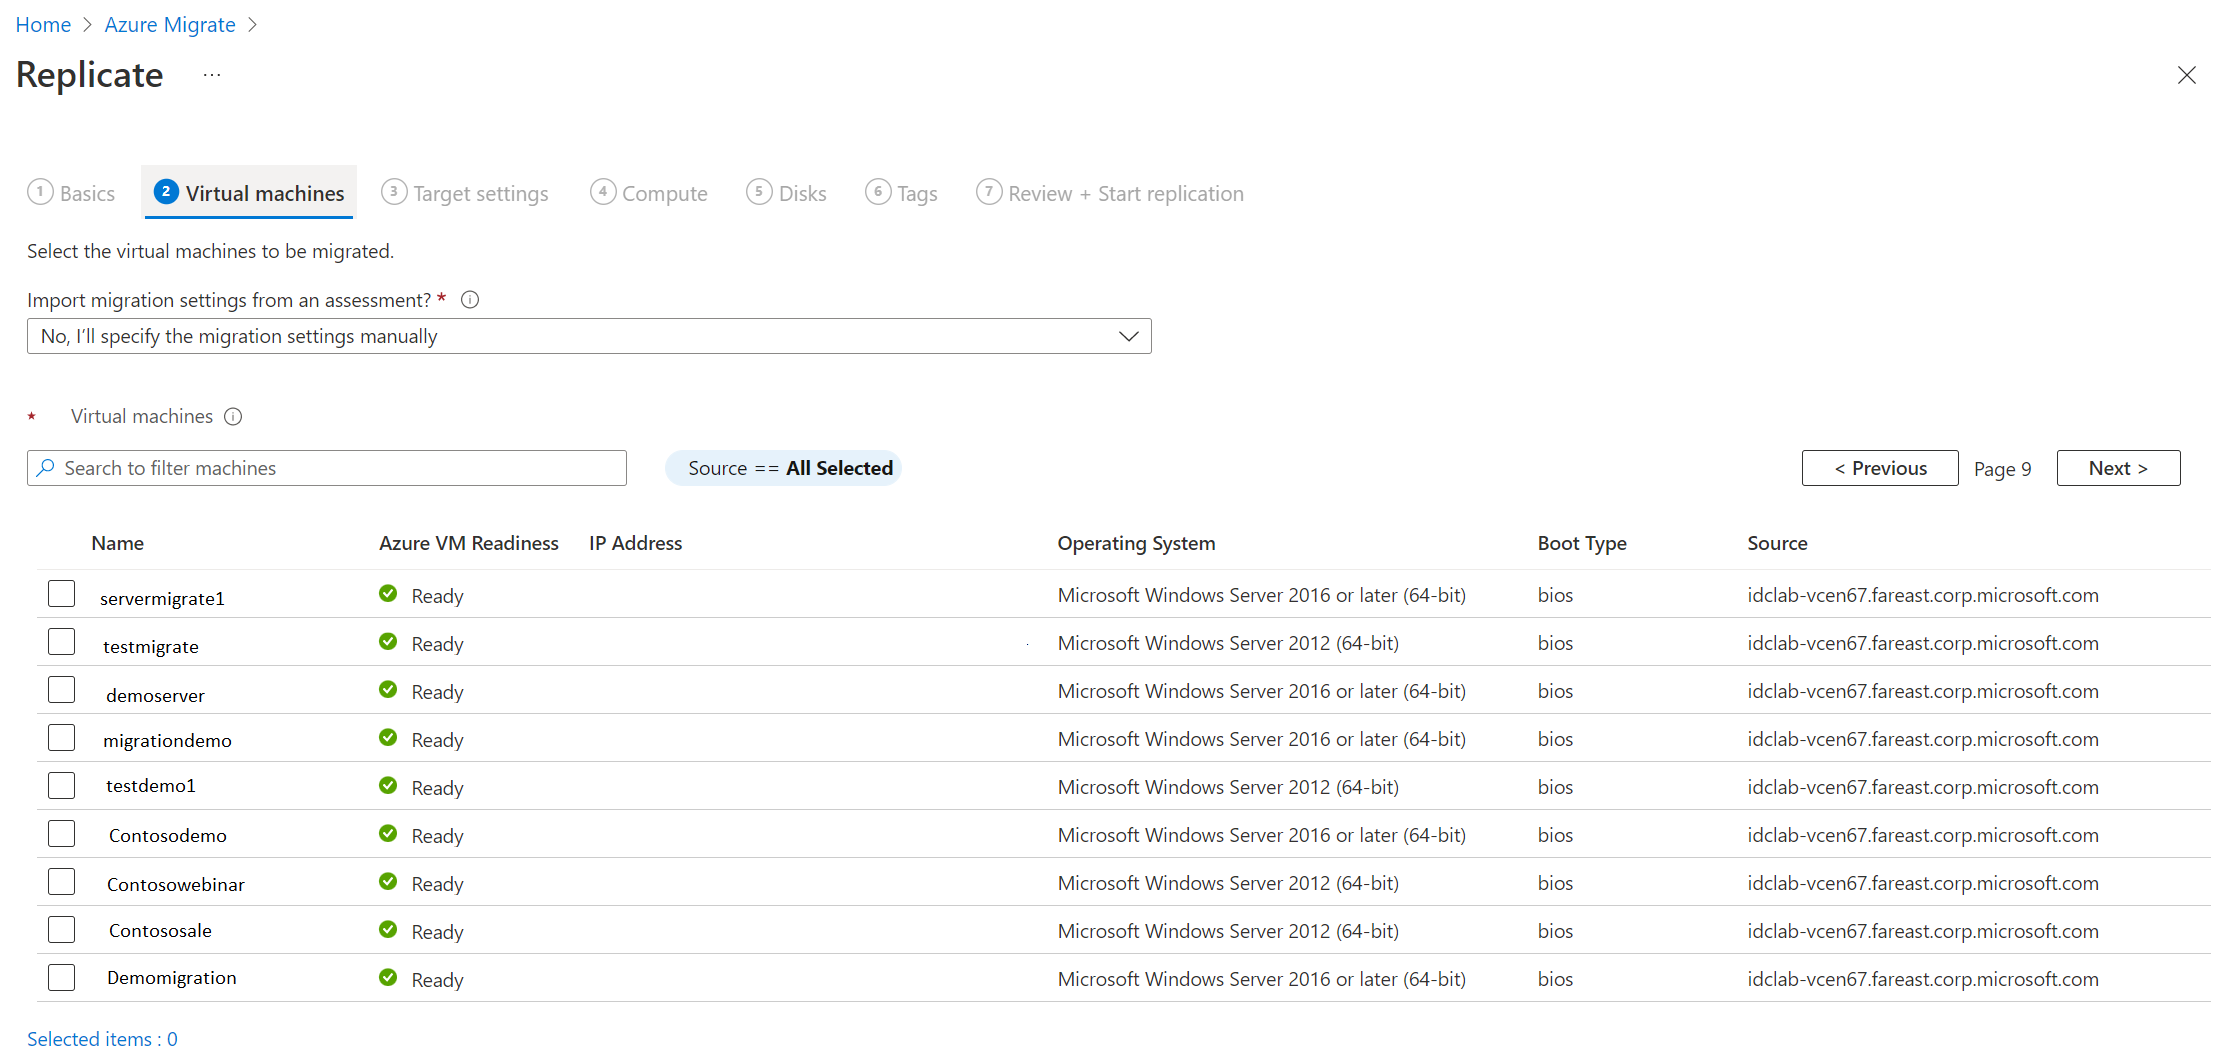 Home > Azure Migrate >
Replicate ...
1 Basics 2 Virtual machines 3 Target settings 4 Compute 5 Disks 6 Tags 7 Review + Start replication
Select the virtual machines to be migrated.
Import migration settings from an assessment? *
No, I'll specify the migration settings manually
* Virtual machines
Search to filter machines Source == All Selected < Previous Page 9 Next >
Name Azure VM Readiness IP Address Operating System Boot Type Source
servermigrate1 Ready Microsoft Windows Server 2016 or later (64-bit) bios idclab-vcen67.fareast.corp.microsoft.com
testmigrate Ready Microsoft Windows Server 2012 (64-bit) bios idclab-vcen67.fareast.corp.microsoft.com
demoserver Ready Microsoft Windows Server 2016 or later (64-bit) bios idclab-vcen67.fareast.corp.microsoft.com
migrationdemo Ready Microsoft Windows Server 2016 or later (64-bit) bios idclab-vcen67.fareast.corp.microsoft.com
testdemo1 Ready Microsoft Windows Server 2012 (64-bit) bios idclab-vcen67.fareast.corp.microsoft.com
Contosodemo Ready Microsoft Windows Server 2016 or later (64-bit) bios idclab-vcen67.fareast.corp.microsoft.com
Contosowebinar Ready Microsoft Windows Server 2012 (64-bit) bios idclab-vcen67.fareast.corp.microsoft.com
Contososale Ready Microsoft Windows Server 2012 (64-bit) bios idclab-vcen67.fareast.corp.microsoft.com
Demomigration Ready Microsoft Windows Server 2016 or later (64-bit) bios idclab-vcen67.fareast.corp.microsoft.com
Selected items : 0